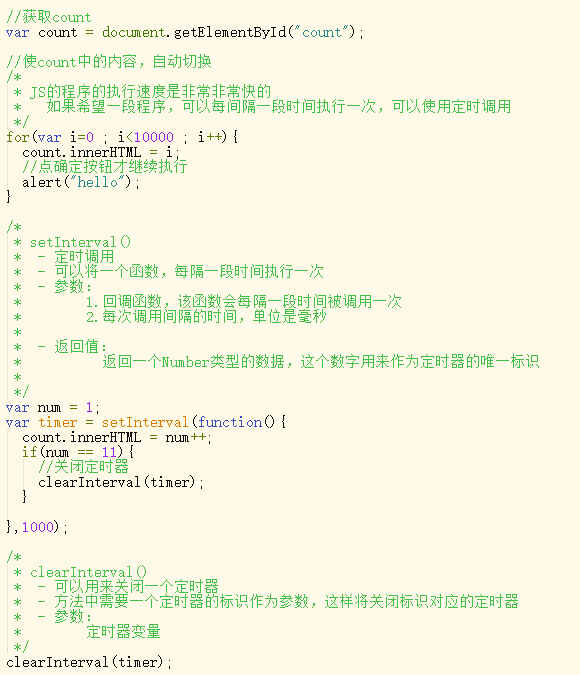 //获取count
var count = document.getElementById("count");
//使count中的内容，自动切换
/*
* JS的程序的执行速度是非常非常快的
* 如果希望一段程序，可以每间隔一段时间执行一次，可以使用定时调用
*/
for(var i=0 ; i<10000 ; i++){
count.innerHTML = i;
//点确定按钮才继续执行
alert("hello");
}
/*
* setInterval()
* - 定时调用
* - 可以将一个函数，每隔一段时间执行一次
* - 参数：
* 1.回调函数，该函数会每隔一段时间被调用一次
* 2.每次调用间隔的时间，单位是毫秒
*
* - 返回值：
* 返回一个Number类型的数据，这个数字用来作为定时器的唯一标识
*
*/
var num = 1;
var timer = setInterval(function(){
count.innerHTML = num++;
if(num == 11){
//关闭定时器
clearInterval(timer);
}
},1000);
/*
* clearInterval()
* - 可以用来关闭一个定时器
* - 方法中需要一个定时器的标识作为参数，这样将关闭标识对应的定时器
* - 参数：
* 定时器变量
*/
clearInterval(timer);